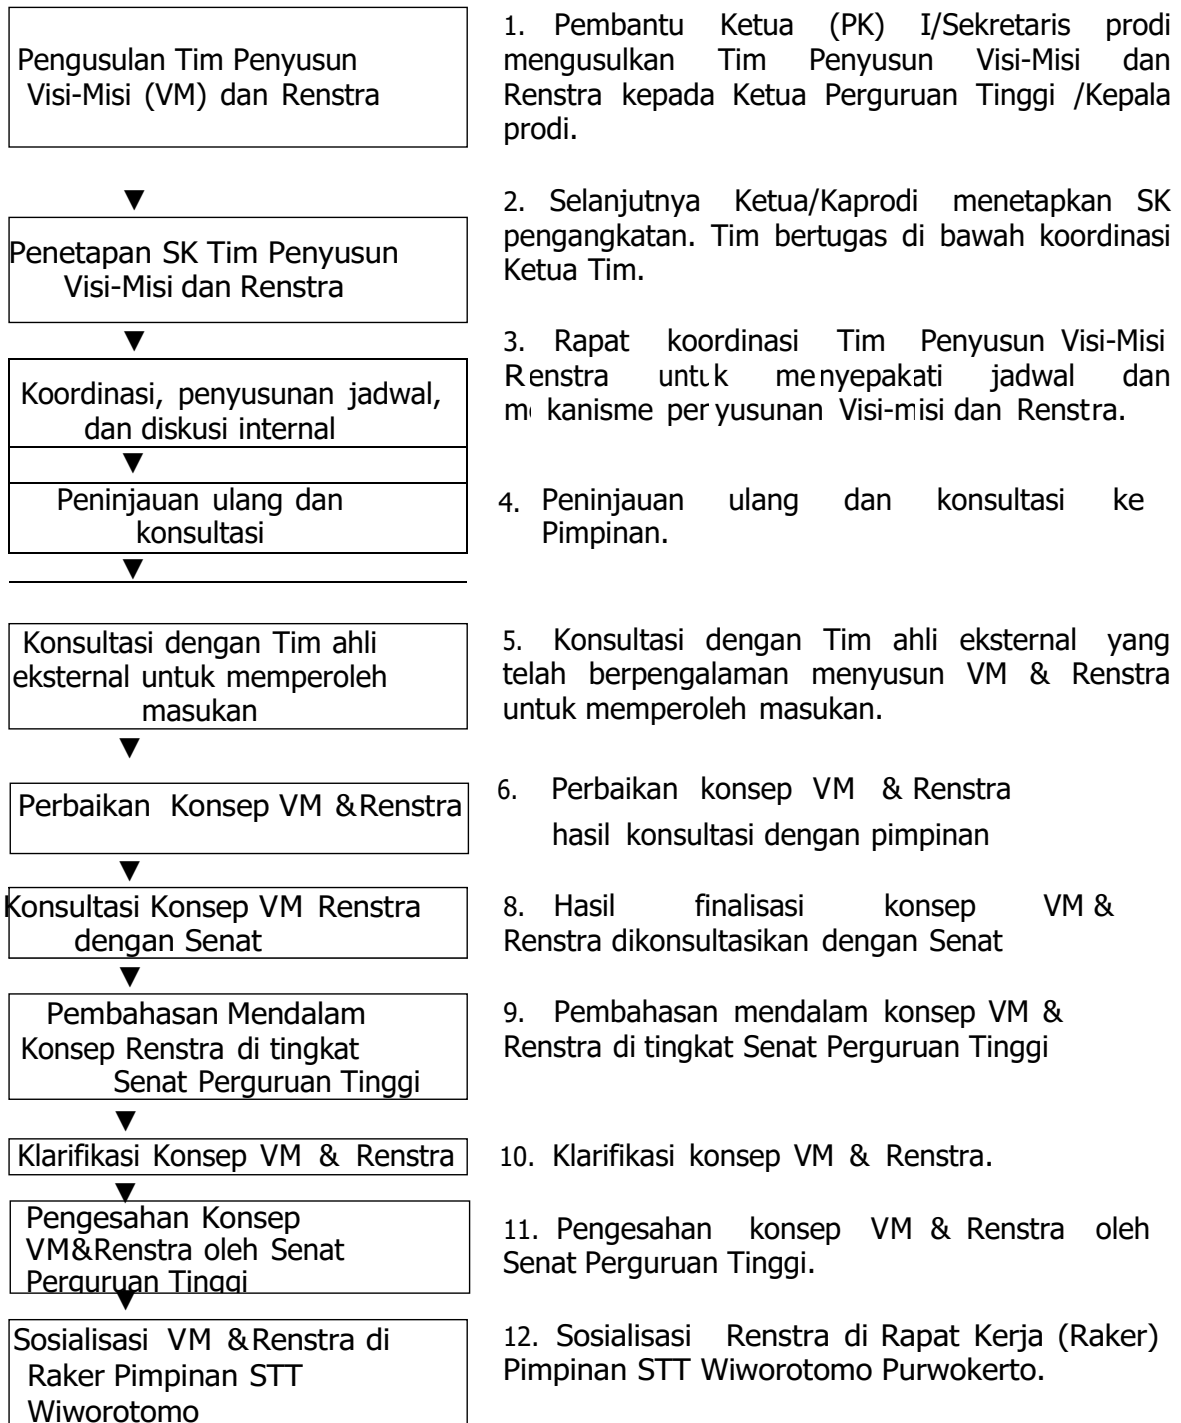 Pengusulan Tim Penyusun
Visi-Misi (VM) dan Renstra
1. Pembantu Ketua (PK) I/Sekretaris prodi
mengusulkan Tim Penyusun Visi-Misi dan
Renstra kepada Ketua Perguruan Tinggi /Kepala
prodi.
Penetapan SK Tim Penyusun
Visi-Misi dan Renstra
2. Selanjutnya Ketua/Kaprodi menetapkan SK
pengangkatan. Tim bertugas di bawah koordinasi
Ketua Tim.
Koordinasi, penyusunan jadwal,
dan diskusi internal
3. Rapat koordinasi Tim Penyusun Visi-Misi
Renstra untuk menyepakati jadwal dan
mekanisme penyusunan Visi-misi dan Renstra.
Peninjauan ulang dan
konsultasi
4. Peninjauan ulang dan konsultasi ke
Pimpinan.
Konsultasi dengan Tim ahli
eksternal untuk memperoleh
masukan
5. Konsultasi dengan Tim ahli eksternal yang
telah berpengalaman menyusun VM & Renstra
untuk memperoleh masukan.
Perbaikan Konsep VM &Renstra
6. Perbaikan konsep VM & Renstra
hasil konsultasi dengan pimpinan
Konsultasi Konsep VM Renstra
dengan Senat
8. Hasil finalisasi konsep VM &
Renstra dikonsultasikan dengan Senat
Pembahasan Mendalam
Konsep Renstra di tingkat
Senat Perguruan Tinggi
9. Pembahasan mendalam konsep VM &
Renstra di tingkat Senat Perguruan Tinggi
Klarifikasi Konsep VM & Renstra
10. Klarifikasi konsep VM & Renstra.
Pengesahan Konsep
VM&Renstra oleh Senat
Perguruan Tinggi
11. Pengesahan konsep VM & Renstra oleh
Senat Perguruan Tinggi.
Sosialisasi VM &Renstra di
Raker Pimpinan STT
Wiworotomo
12. Sosialisasi Renstra di Rapat Kerja (Raker)
Pimpinan STT Wiworotomo Purwokerto.